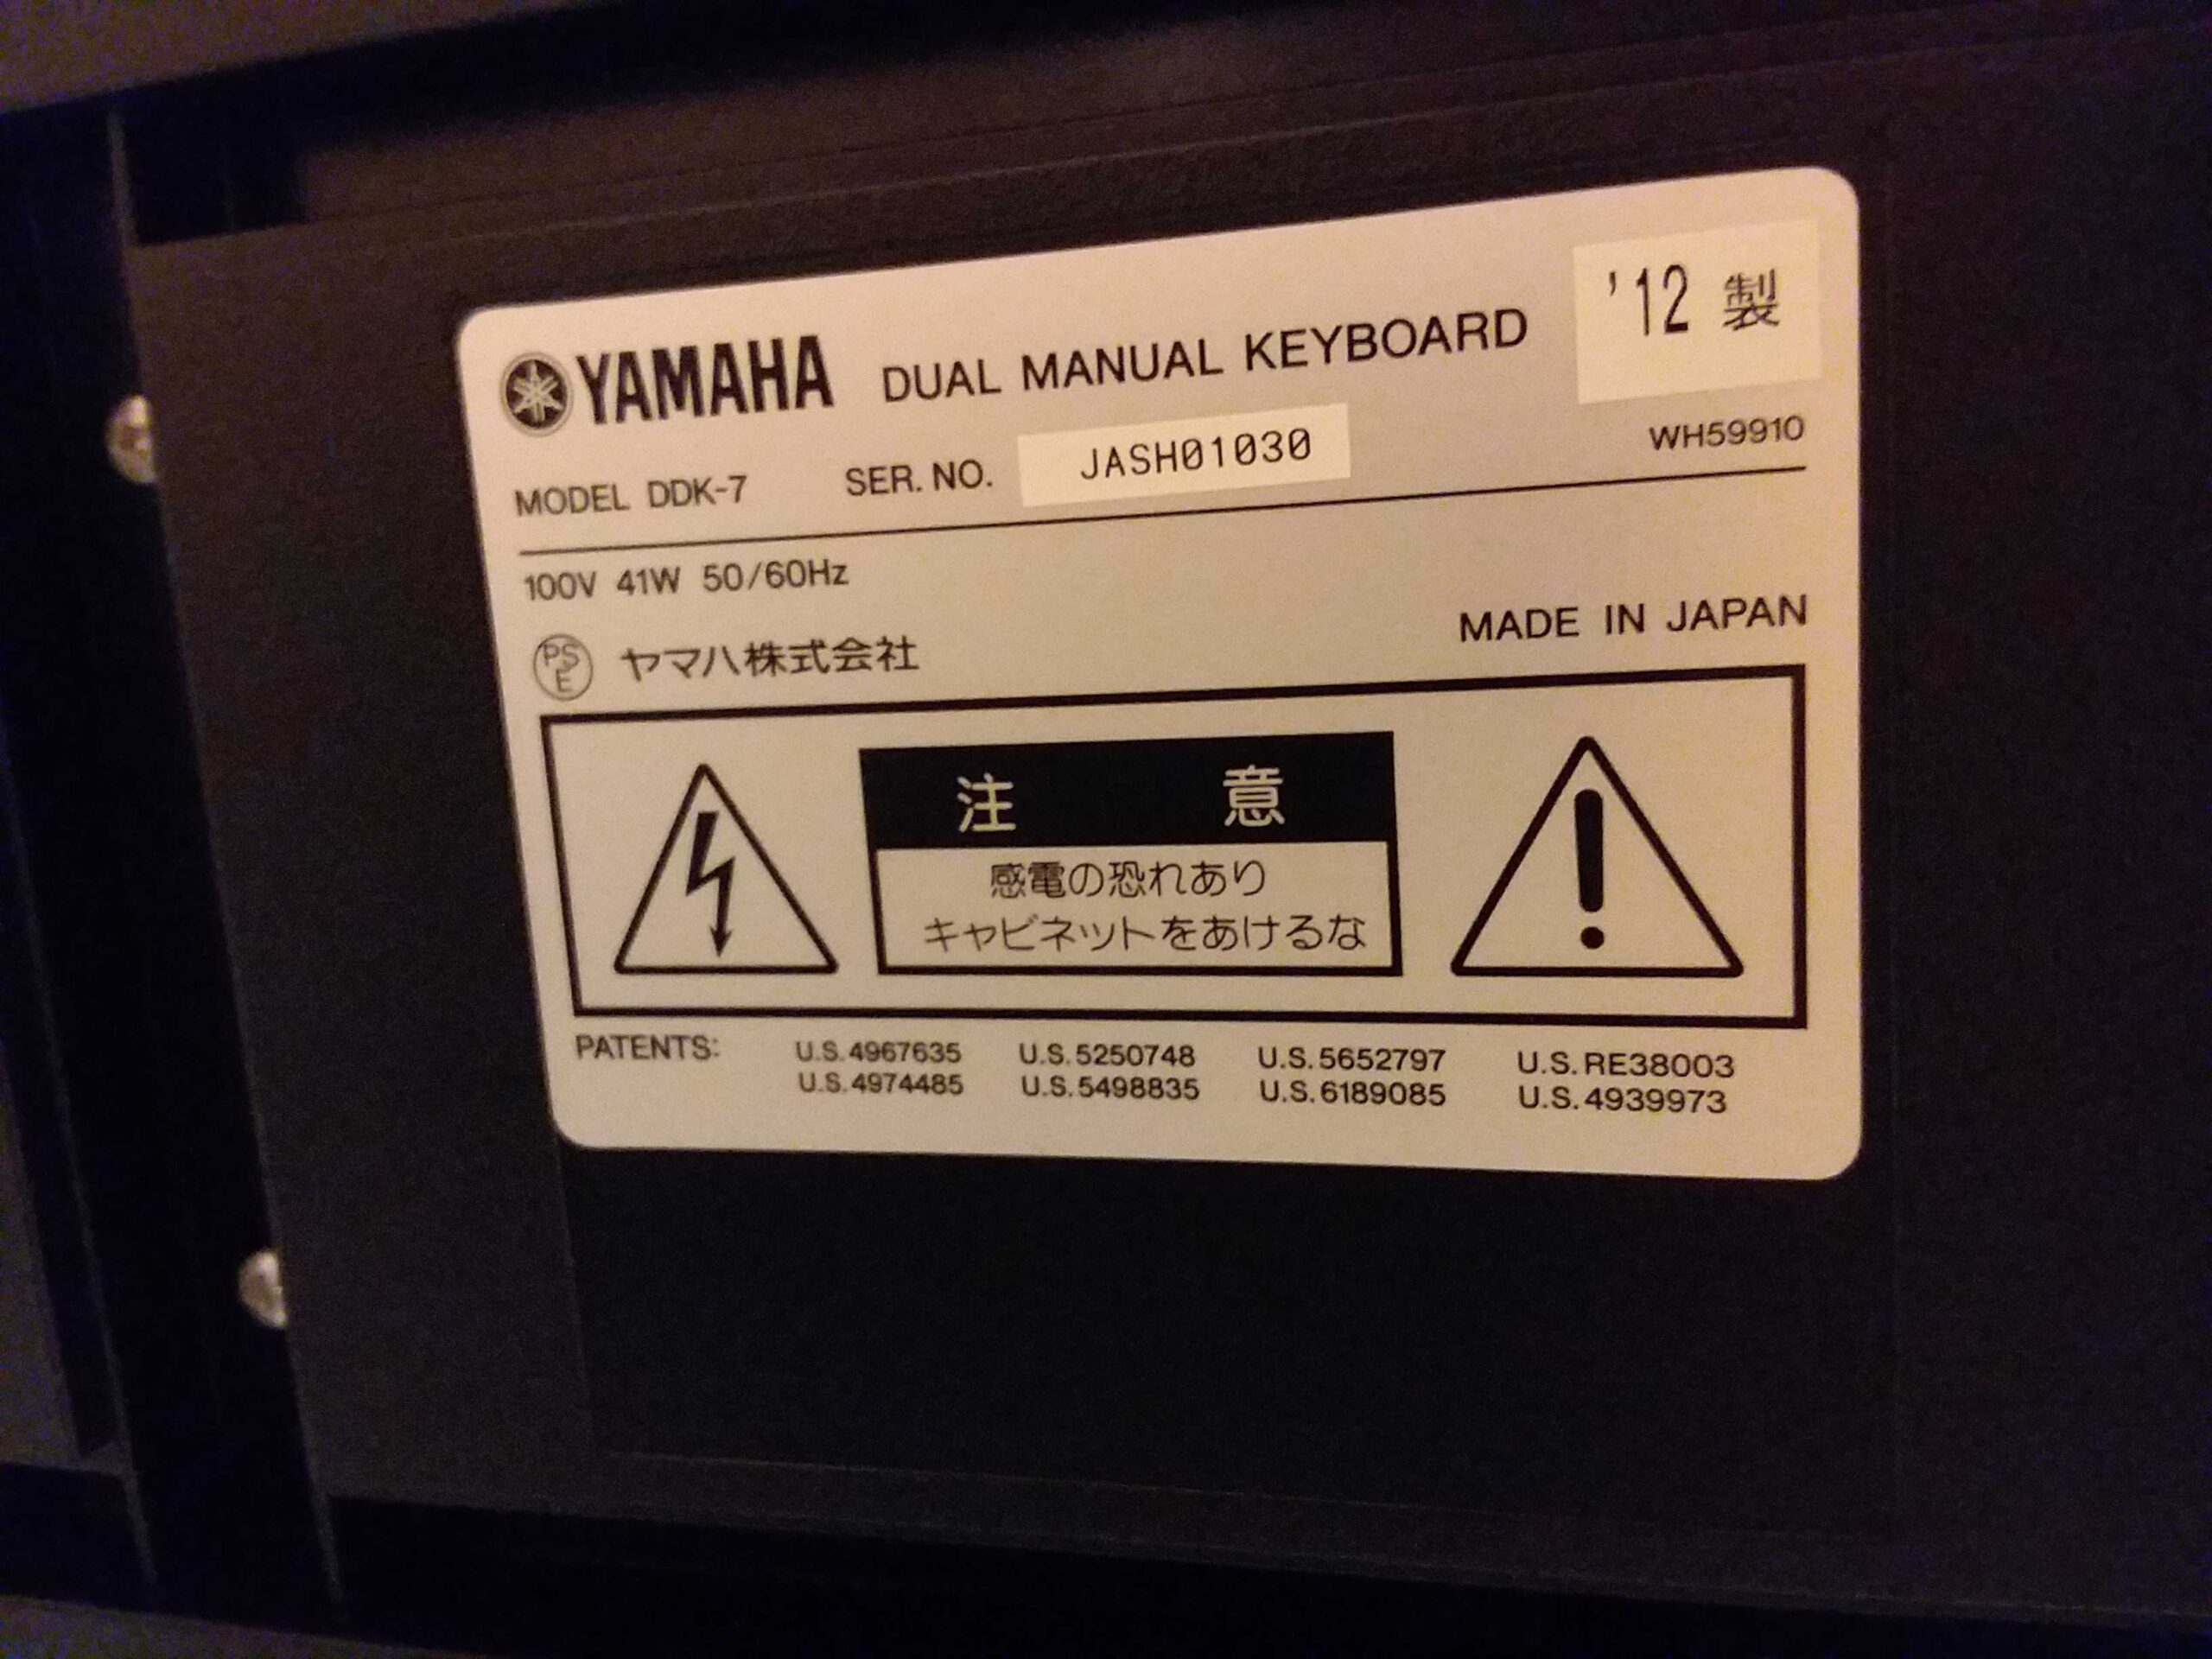 YAMAHA DUAL MANUAL KEYBOARD '12 製
MODEL DDK-7 SER. NO. JASH01030 WH59910
100V 41W 50/60Hz
MADE IN JAPAN
PSE ヤマハ株式会社
注意
感電の恐れあり
キャビネットをあけるな
PATENTS: U.S.4967635 U.S.5250748 U.S.5652797 U.S.RE38003
U.S.4974485 U.S.5498835 U.S.6189085 U.S.4939973